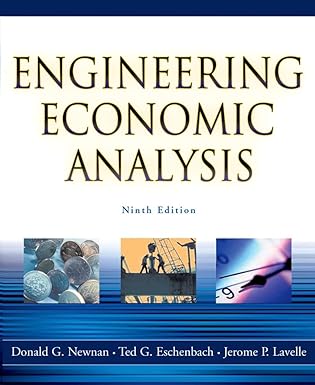 ENGINEERING
ECONOMIC
ANALYSIS
Ninth Edition
Donald G. Newnan • Ted G. Eschenbach • Jerome P. Lavelle